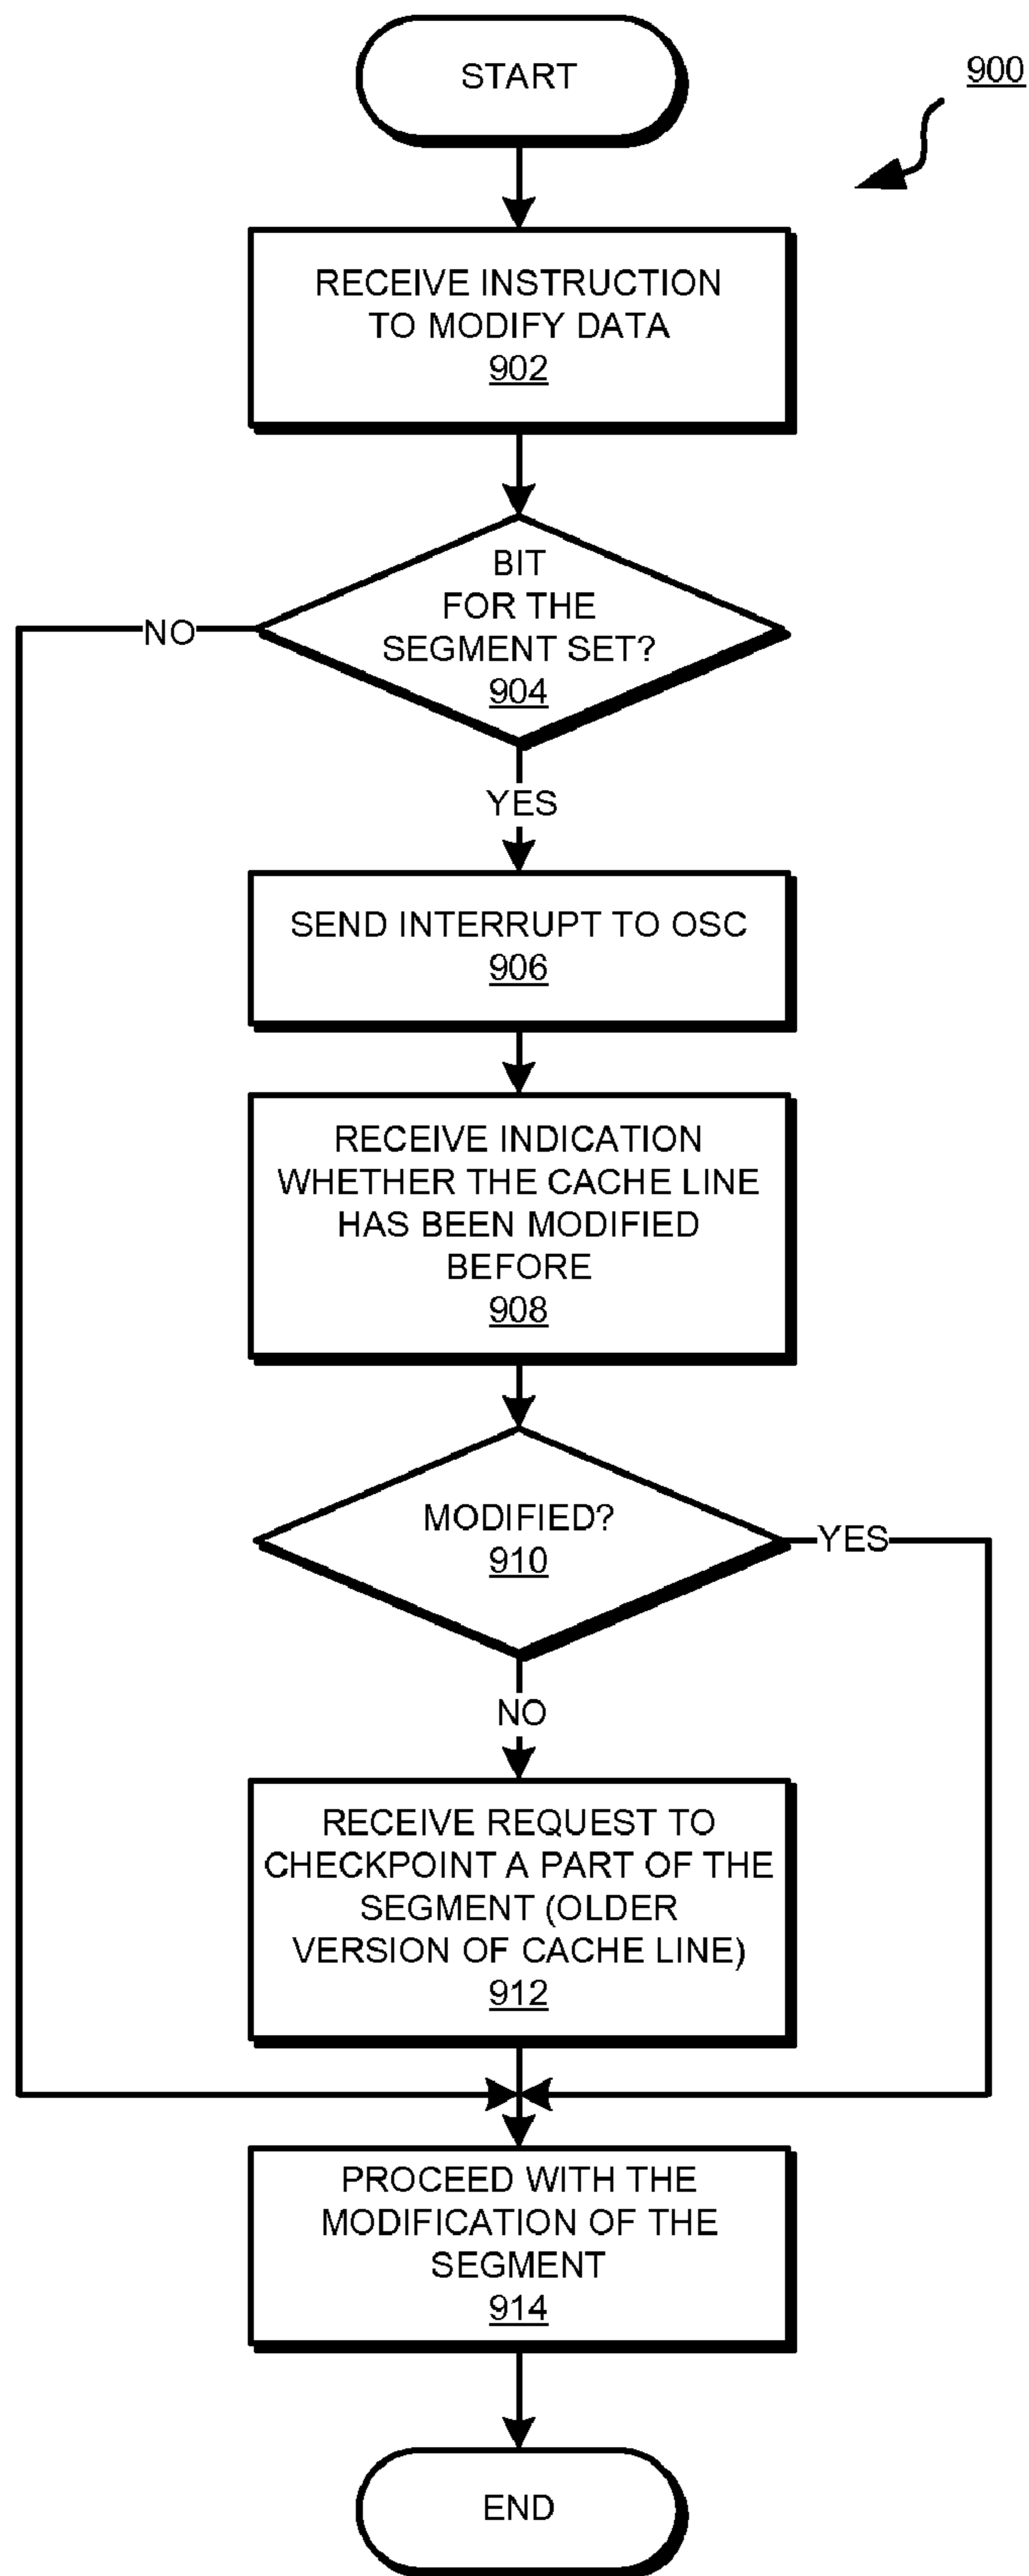 START
900
RECEIVE INSTRUCTION
TO MODIFY DATA
902
BIT
FOR THE
SEGMENT SET?
904
NO
YES
SEND INTERRUPT TO OSC
906
RECEIVE INDICATION
WHETHER THE CACHE LINE
HAS BEEN MODIFIED
BEFORE
908
MODIFIED?
910
YES
NO
RECEIVE REQUEST TO
CHECKPOINT A PART OF THE
SEGMENT (OLDER
VERSION OF CACHE LINE)
912
PROCEED WITH THE
MODIFICATION OF THE
SEGMENT
914
END